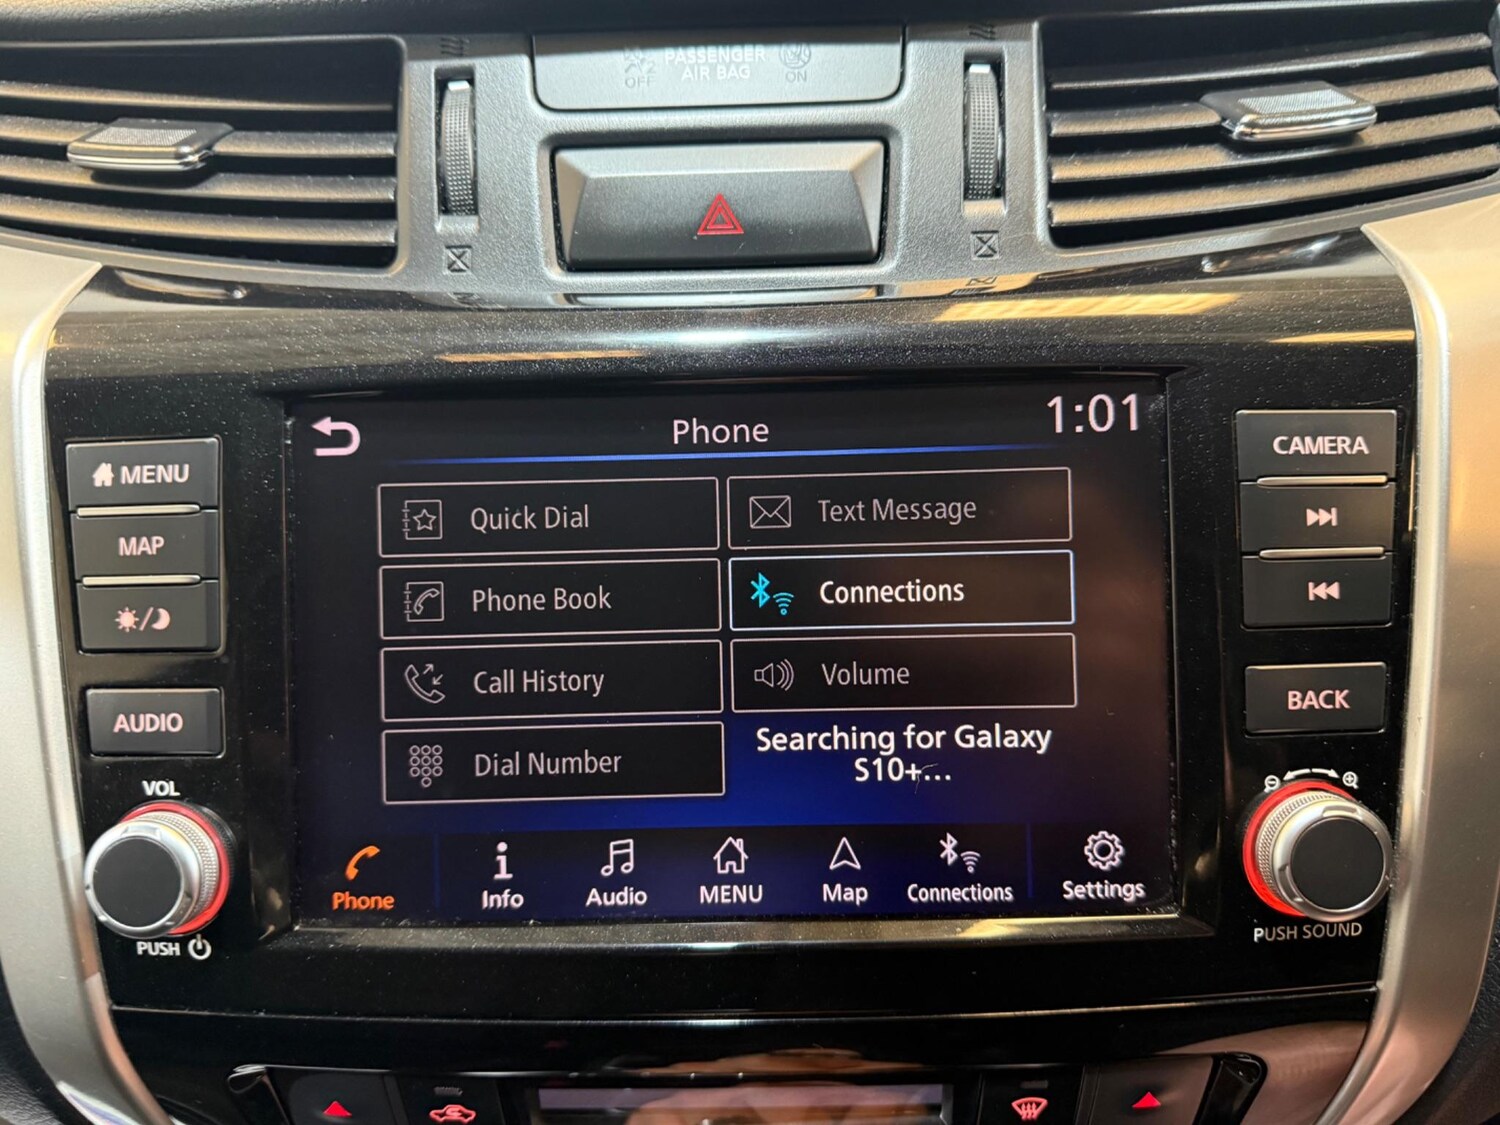 PASSENGER
AIR BAG
OFF
ON
Phone
1:01
MENU
MAP
AUDIO
VOL
PUSH
Quick Dial
Phone Book
Call History
Dial Number
Text Message
Connections
Volume
Searching for Galaxy
S10+...
Phone
Info
Audio
MENU
Map
Connections
Settings
CAMERA
BACK
PUSH SOUND